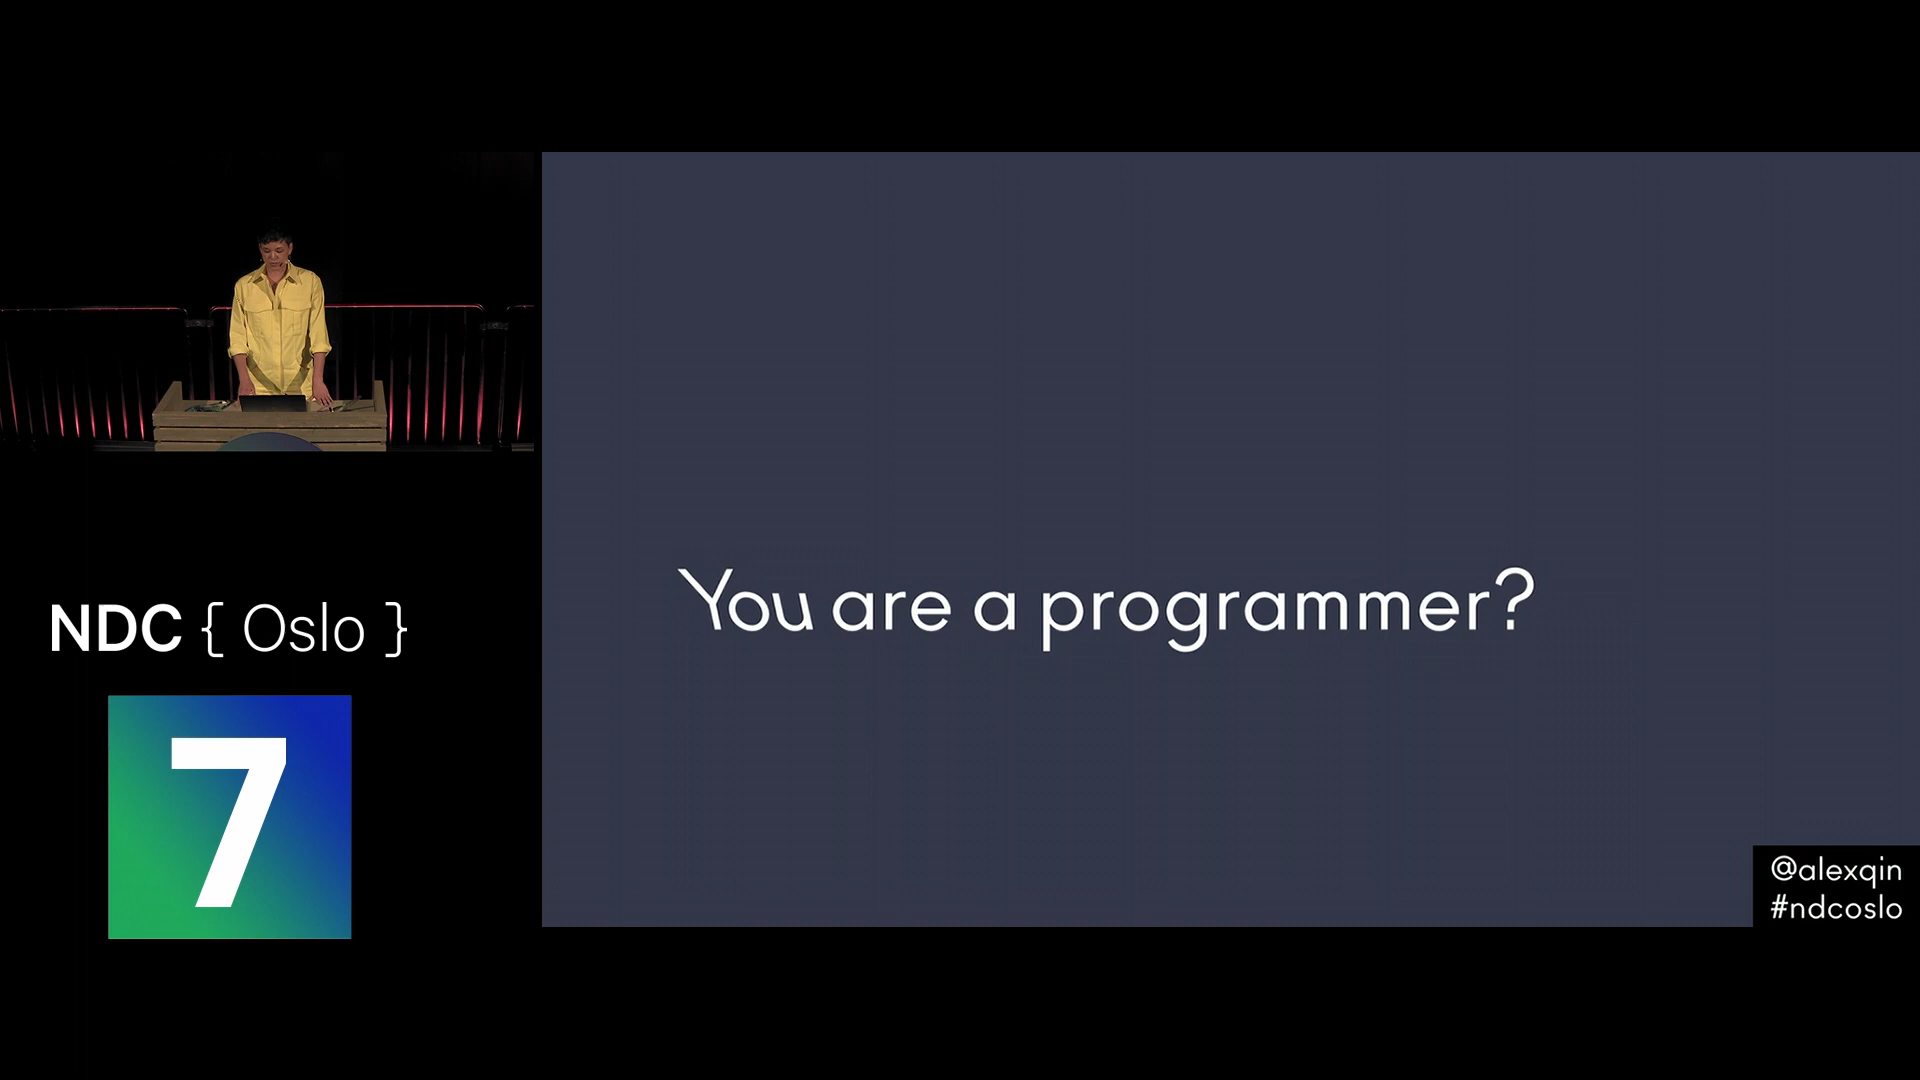 NDC { Oslo }
7
You are a programmer?
@alexqin
#ndcoslo